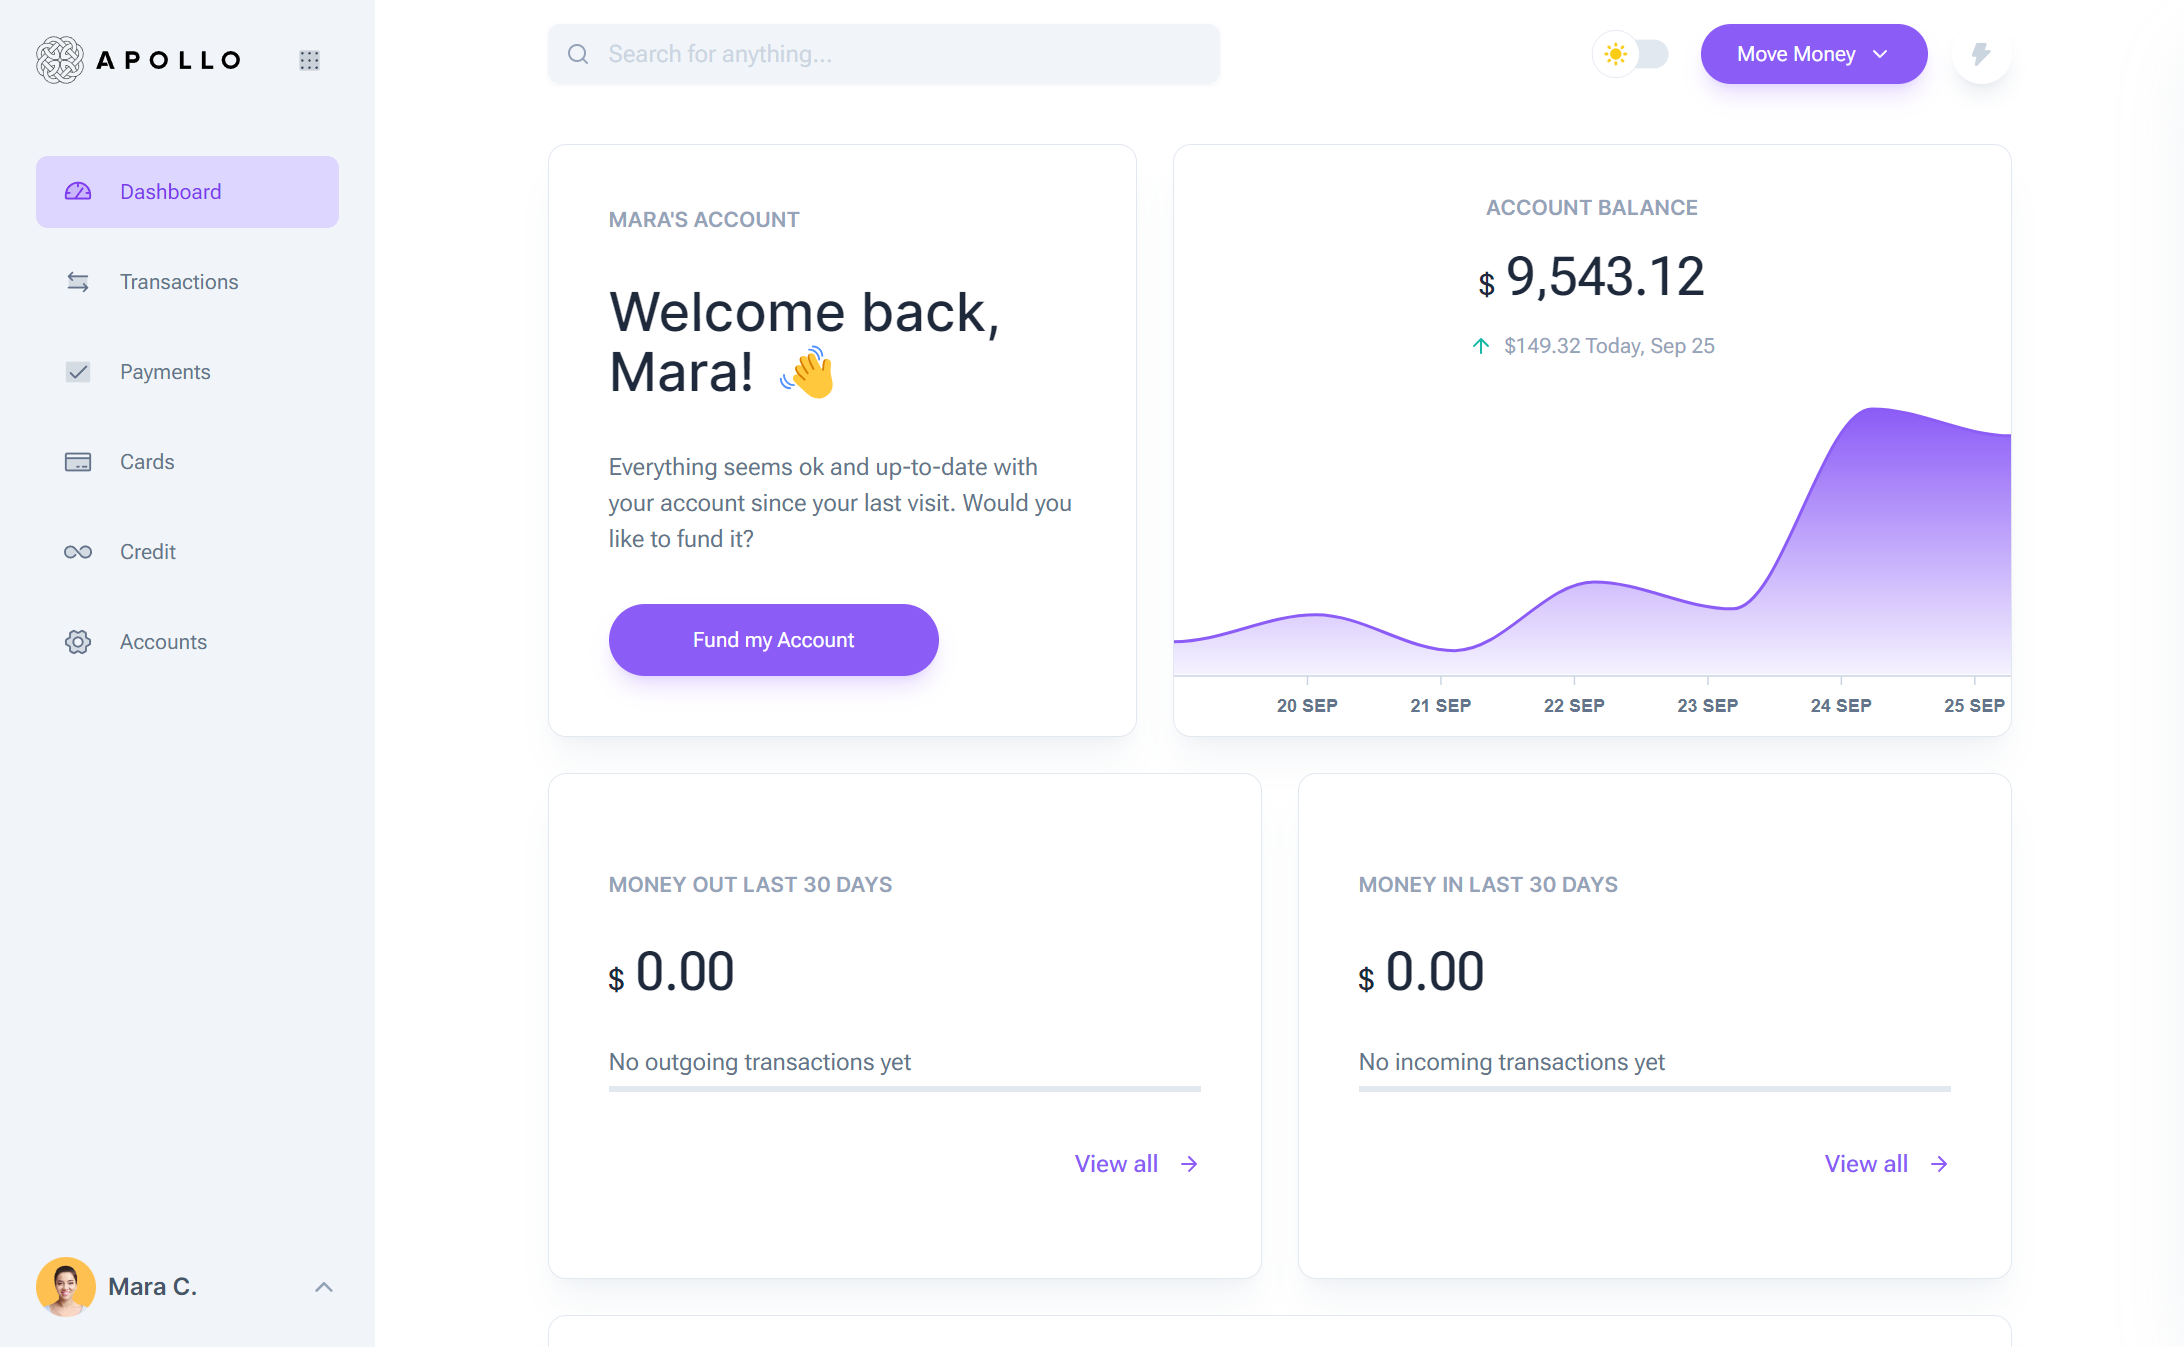 APOLLO
Dashboard
Transactions
Payments
Cards
Credit
Accounts
Mara C.
Search for anything...
Move Money
MARA'S ACCOUNT
Welcome back,
Mara! 👋
Everything seems ok and up-to-date with
your account since your last visit. Would you
like to fund it?
Fund my Account
ACCOUNT BALANCE
$ 9,543.12
$149.32 Today, Sep 25
20 SEP
21 SEP
22 SEP
23 SEP
24 SEP
25 SEP
MONEY OUT LAST 30 DAYS
$ 0.00
No outgoing transactions yet
View all
MONEY IN LAST 30 DAYS
$ 0.00
No incoming transactions yet
View all